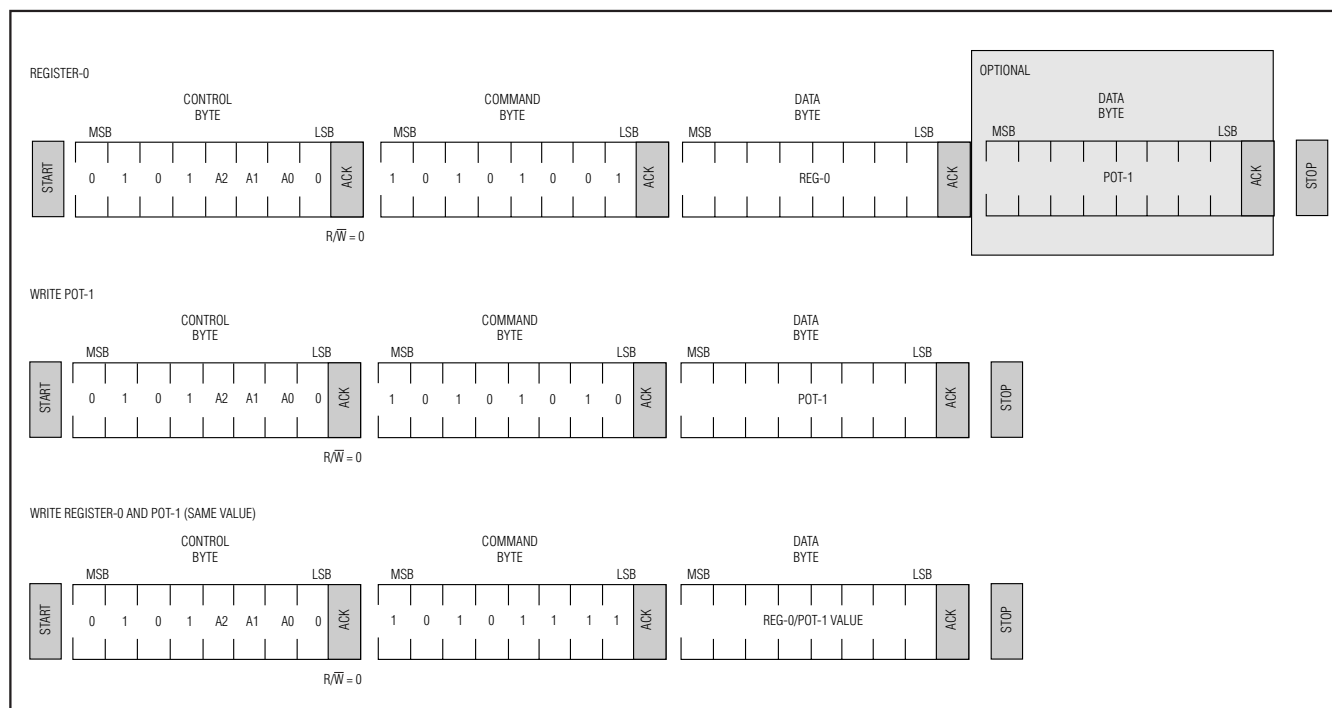 REGISTER-0
OPTIONAL
CONTROL BYTE
COMMAND BYTE
DATA BYTE
DATA BYTE
MSB LSB MSB LSB MSB LSB MSB LSB
START 0 1 0 1 A2 A1 A0 0 ACK 1 0 1 0 1 0 0 1 ACK REG-0 ACK POT-1 ACK STOP
R/W̅ = 0
WRITE POT-1
CONTROL BYTE
COMMAND BYTE
DATA BYTE
MSB LSB MSB LSB MSB LSB
START 0 1 0 1 A2 A1 A0 0 ACK 1 0 1 0 1 0 1 0 ACK POT-1 ACK STOP
R/W̅ = 0
WRITE REGISTER-0 AND POT-1 (SAME VALUE)
CONTROL BYTE
COMMAND BYTE
DATA BYTE
MSB LSB MSB LSB MSB LSB
START 0 1 0 1 A2 A1 A0 0 ACK 1 0 1 0 1 1 1 1 ACK REG-0/POT-1 VALUE ACK STOP
R/W̅ = 0